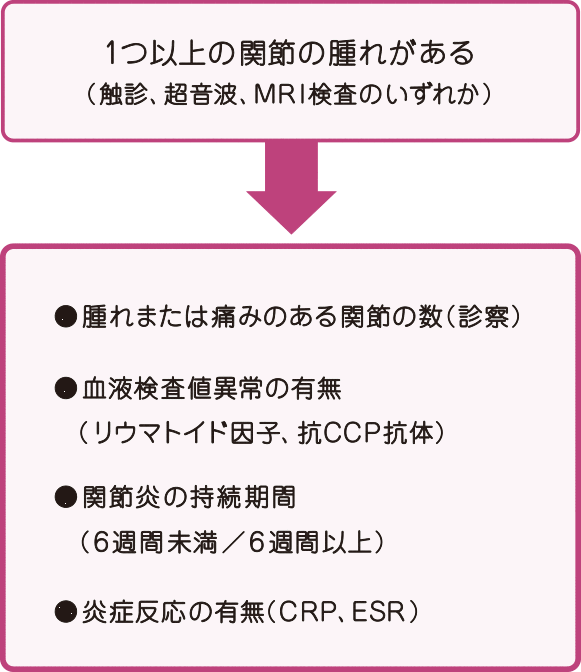 1つ以上の関節の腫れがある
（触診、超音波、MRI検査のいずれか）
●腫れまたは痛みのある関節の数（診察）
●血液検査値異常の有無
（リウマトイド因子、抗CCP抗体）
●関節炎の持続期間
（6週間未満／6週間以上）
●炎症反応の有無（CRP、ESR）